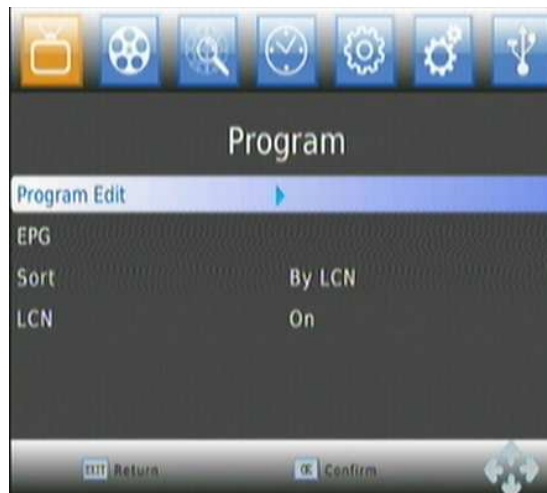 Program
Program Edit
EPG
Sort By LCN
LCN On
EXIT Return OK Confirm